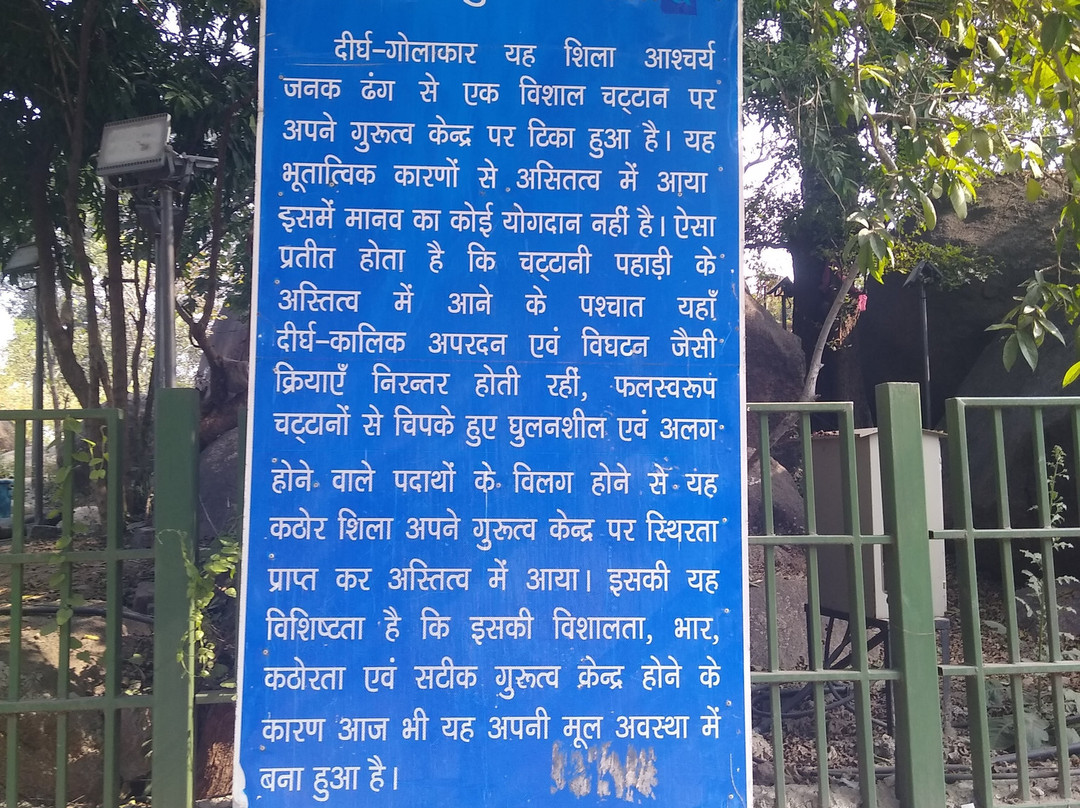 दीर्घ-गोलाकार यह शिला आश्चर्य
जनक ढंग से एक विशाल चट्टान पर
अपने गुरूत्व केन्द्र पर टिका हुआ है। यह
भूतात्विक कारणों से असितत्व में आया
इसमें मानव का कोई योगदान नहीं है। ऐसा
प्रतीत होता है कि चट्टानी पहाड़ी के
अस्तित्व में आने के पश्चात यहाँ
दीर्घ-कालिक अपरदन एवं विघटन जैसी
क्रियाएँ निरन्तर होती रहीं, फलस्वरूप
चट्टानों से चिपके हुए घुलनशील एवं अलग
होने वाले पदार्थों के विलग होने से यह
कठोर शिला अपने गुरूत्व केन्द्र पर स्थिरता
प्राप्त कर अस्तित्व में आया। इसकी यह
विशिष्टता है कि इसकी विशालता, भार,
कठोरता एवं सटीक गुरूत्व केन्द्र होने के
कारण आज भी यह अपनी मूल अवस्था में
बना हुआ है।